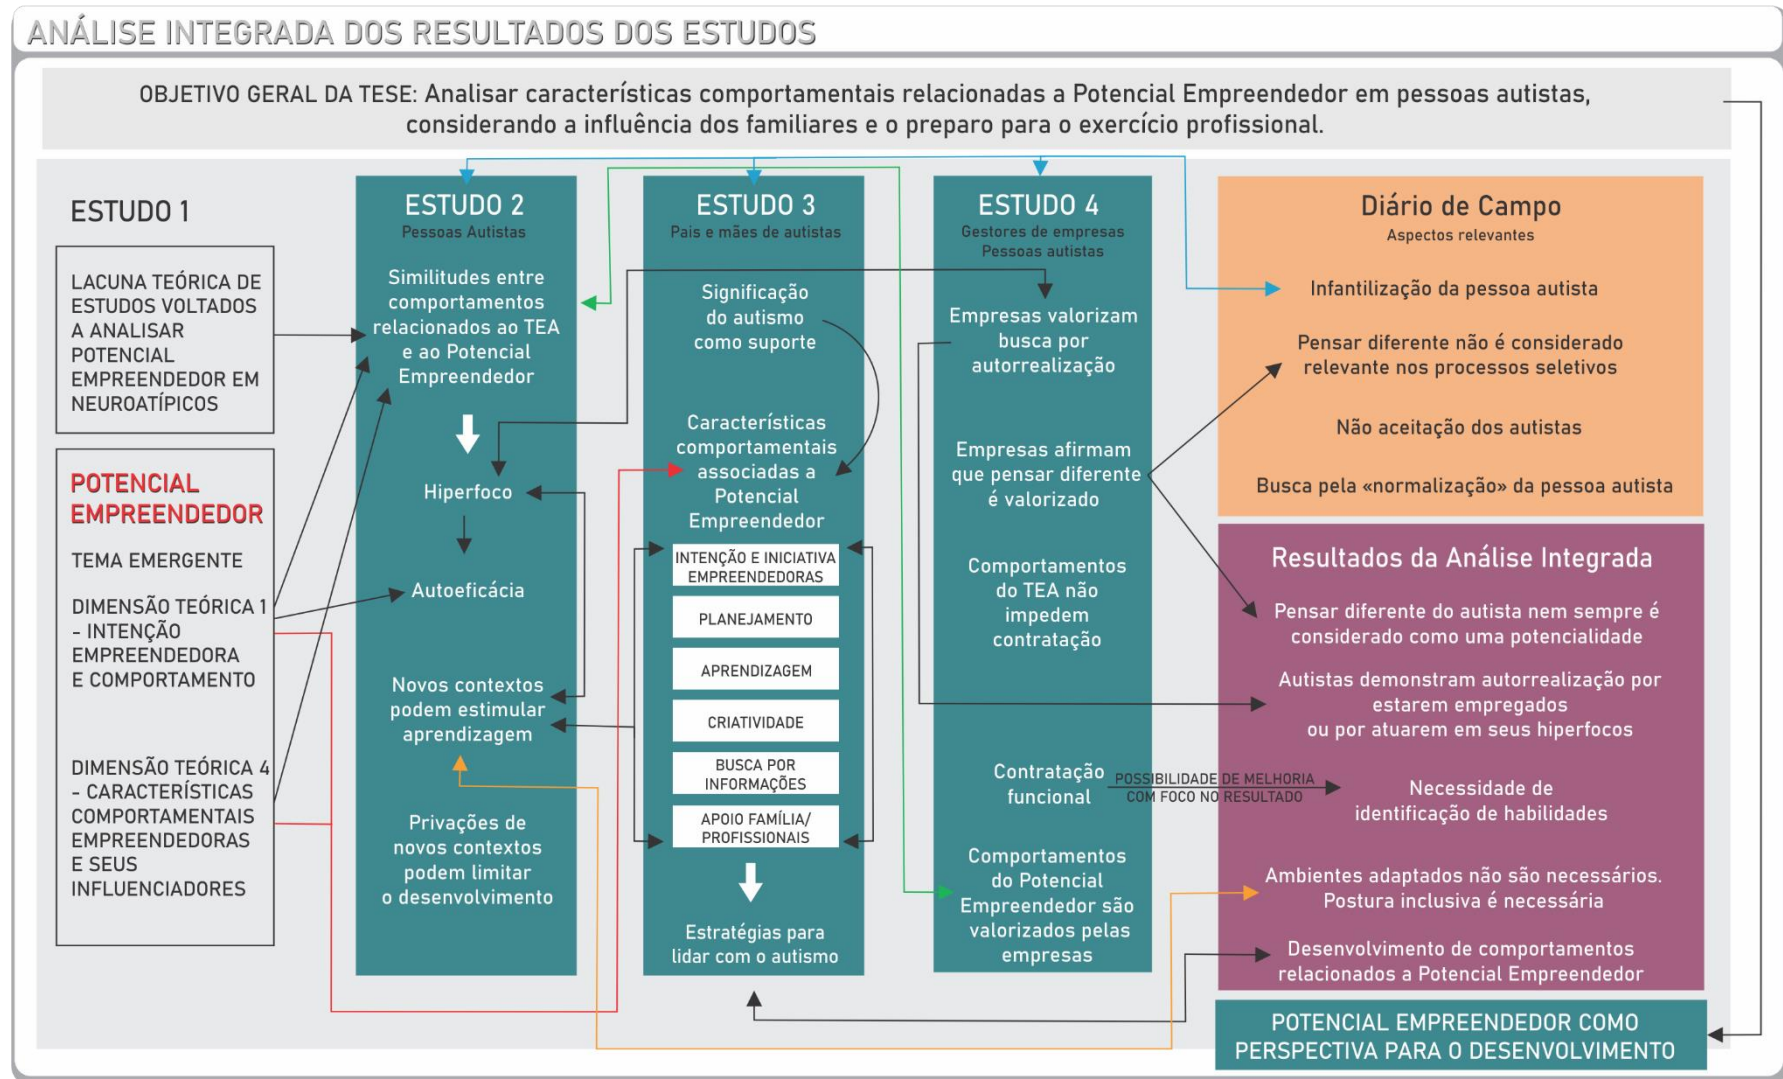 ANÁLISE INTEGRADA DOS RESULTADOS DOS ESTUDOS
OBJETIVO GERAL DA TESE: Analisar característícas comportamentais relacionadas a Potencial Empreendedor em pessoas autistas,
considerando a influência dos familiares e o preparo para o exercício profissional.
ESTUDO 1
LACUNA TEÓRICA DE
ESTUDOS VOLTADOS
A ANALISAR
POTENCIAL
EMPREENDEDOR EM
NEUROATÍPICOS
POTENCIAL
EMPREENDEDOR
TEMA EMERGENTE
DIMENSÃO TEÓRICA 1
- INTENÇÃO
EMPREENDEDORA
E COMPORTAMENTO
DIMENSÃO TEÓRICA 4
- CARACTERÍSTÍCAS
COMPORTAMENTAIS
EMPREENDEDORAS
E SEUS
INFLUENCIADORES
ESTUDO 2
Pessoas Autistas
Similitudes entre
comportamentos
relacionados ao TEA
e ao Potencial
Empreendedor
Hiperfoco
Autoeficácia
Novos contextos
podem estimular
aprendizagem
Privações de
novos contextos
podem limitar
o desenvolvimento
ESTUDO 3
Pais e mães de autistas
Significação
do autismo
como suporte
Características
comportamentais
associadas a
Potencial
Empreendedor
INTENÇÃO E INICIATIVA
EMPREENDEDORAS
PLANEJAMENTO
APRENDIZAGEM
CRIATIVIDADE
BUSCA POR
INFORMAÇÕES
APOIO FAMÍLIA/
PROFISSIONAIS
Estratégias para
lidar com o autismo
ESTUDO 4
Gestores de empresas
Pessoas autistas
Empresas valorizam
busca por
autorrealização
Empresas afirmam
que pensar diferente
é valorizado
Comportamentos
do TEA não
impedem
contratação
Contratação
funcional
POSSIBILIDADE DE MELHORIA
COM FOCO NO RESULTADO
Comportamentos
do Potencial
Empreendedor são
valorizados pelas
empresas
Diário de Campo
Aspectos relevantes
Infantilização da pessoa autista
Pensar diferente não é considerado
relevante nos processos seletivos
Não aceitação dos autistas
Busca pela «normalização» da pessoa autista
Resultados da Análise Integrada
Pensar diferente do autista nem sempre é
considerado como uma potencialidade
Autistas demonstram autorrealização por
estarem empregados
ou por atuarem em seus hiperfocos
Necessidade de
identificação de habilidades
Ambientes adaptados não são necessários.
Postura inclusiva é necessária
Desenvolvimento de comportamentos
relacionados a Potencial Empreendedor
POTENCIAL EMPREENDEDOR COMO
PERSPECTIVA PARA O DESENVOLVIMENTO